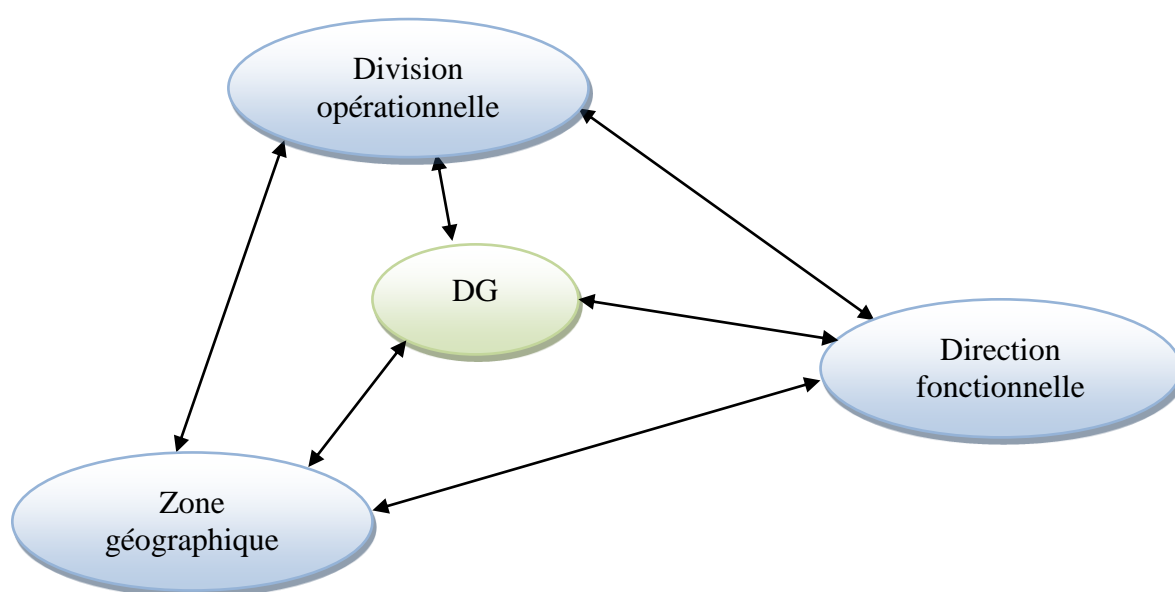 Division
opérationnelle
DG
Direction
fonctionnelle
Zone
géographique